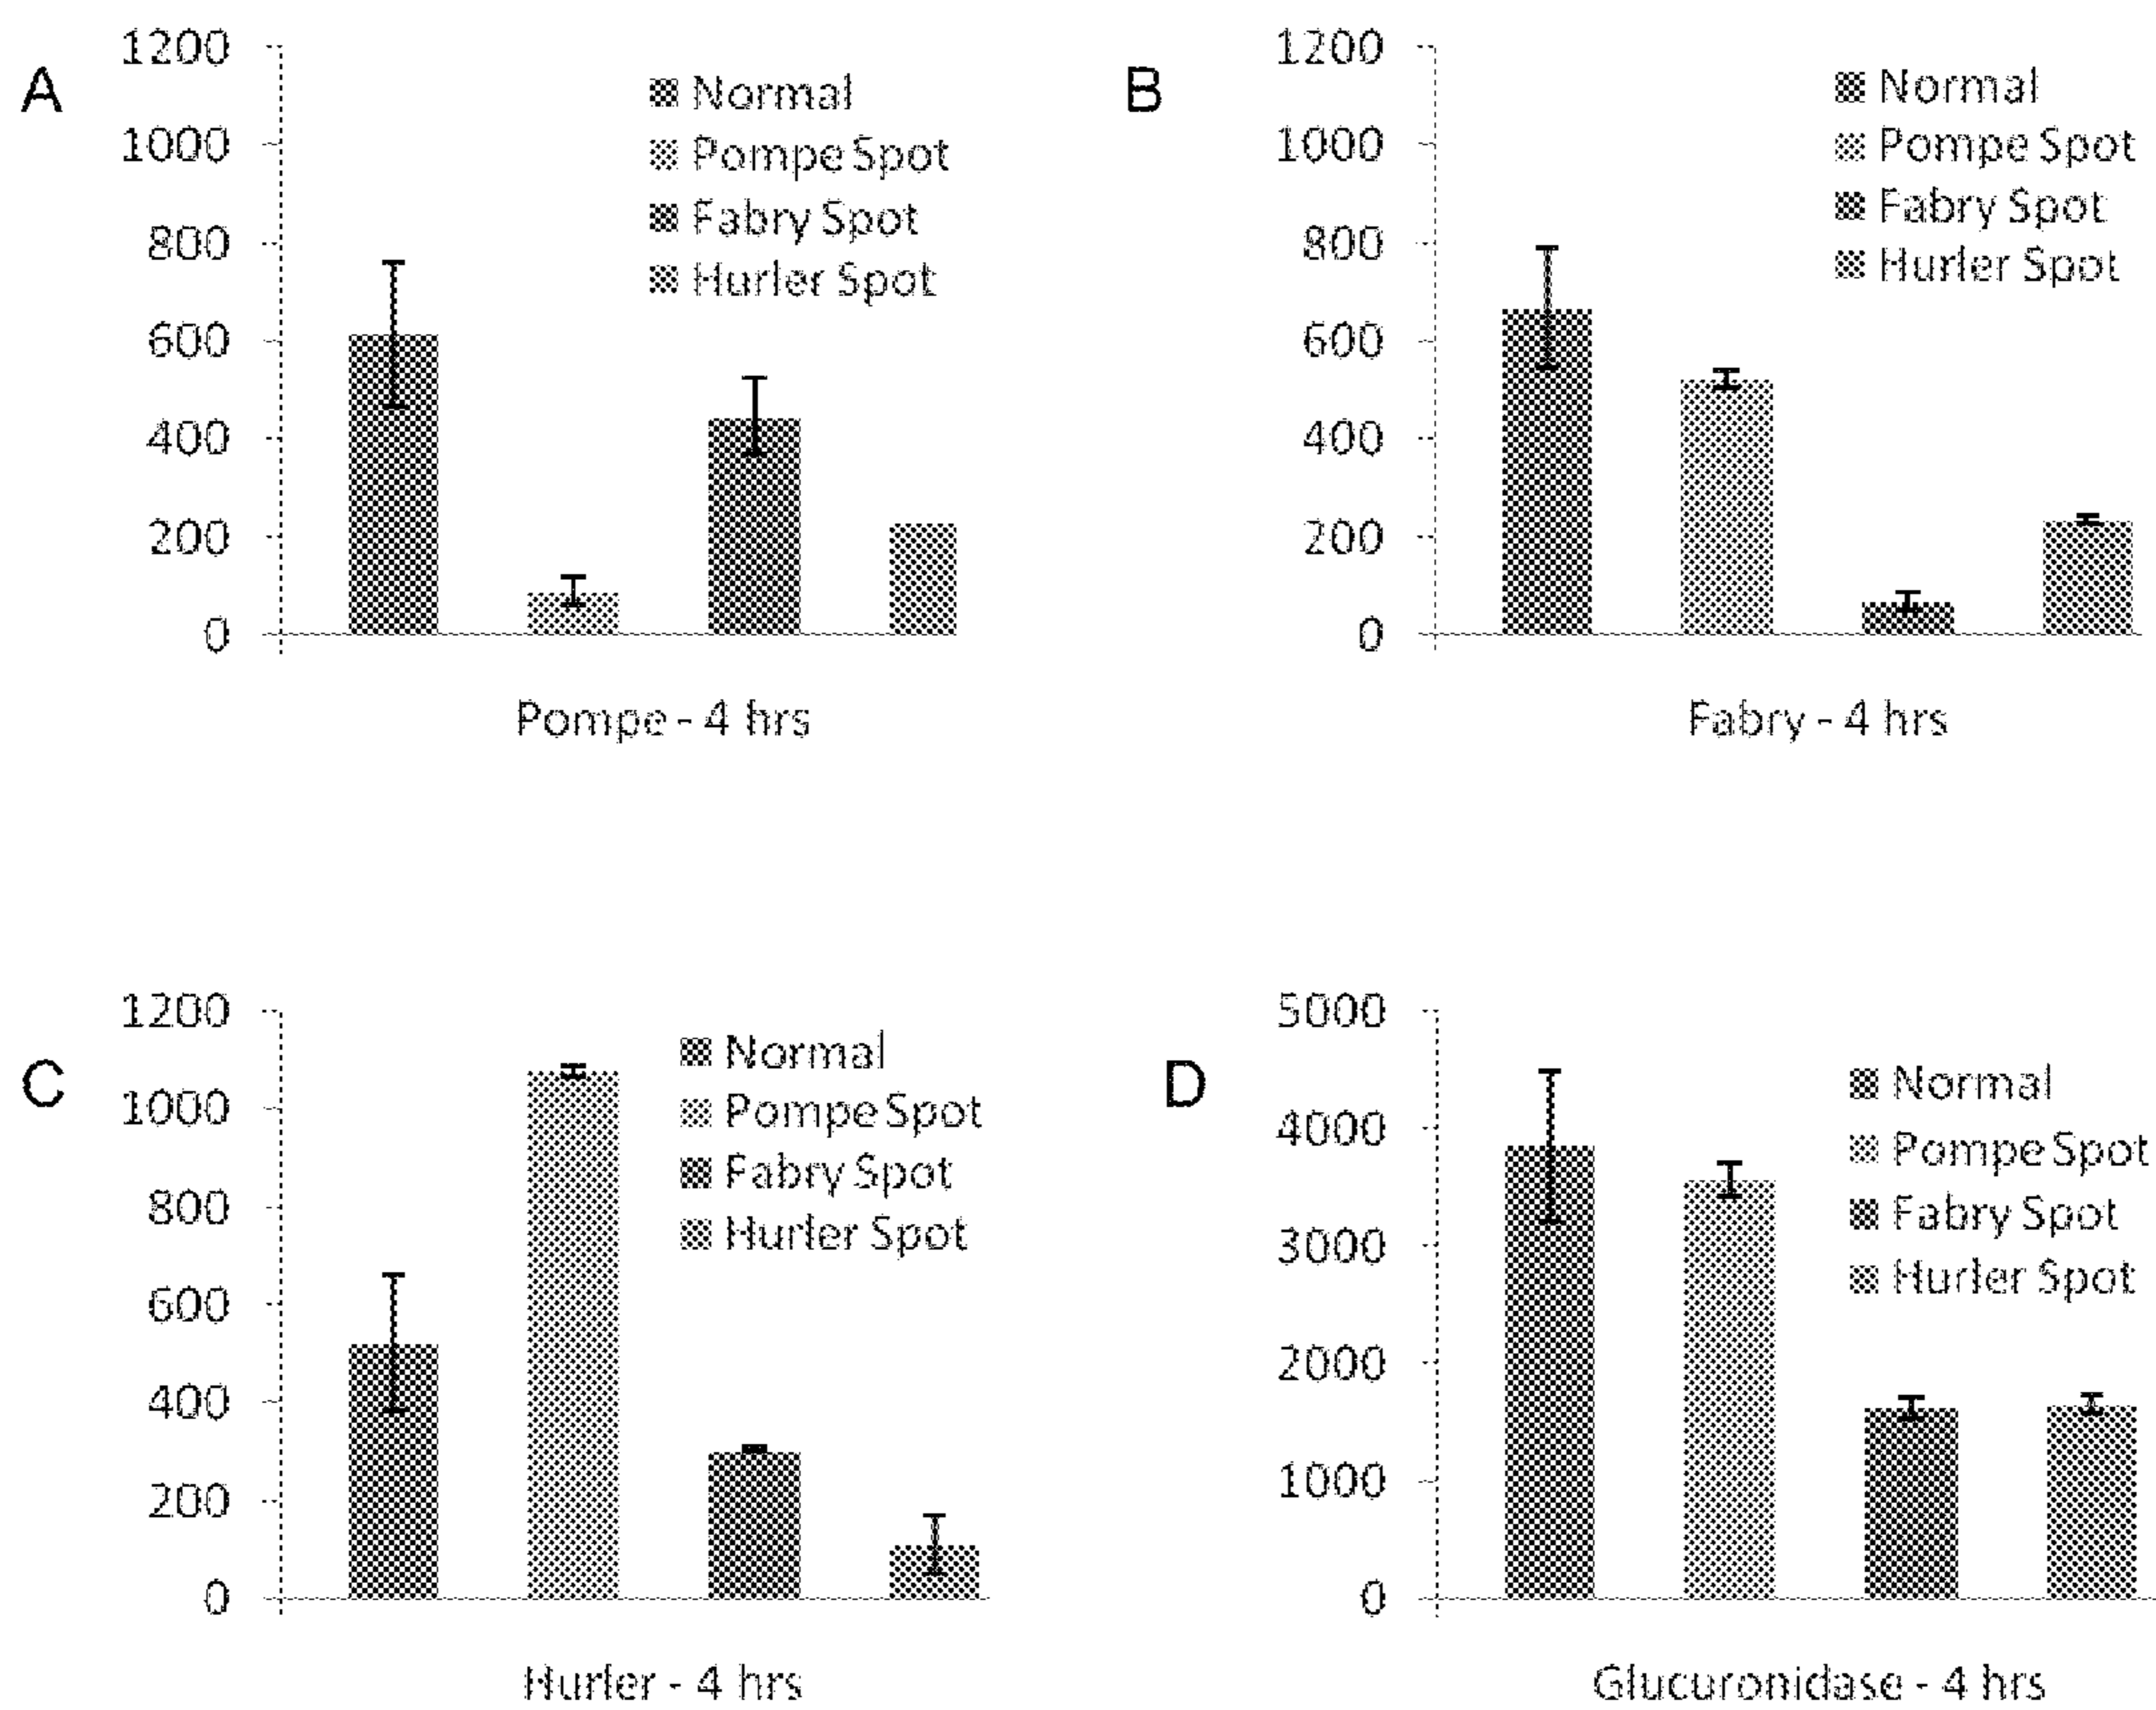 A
1200
1000
800
600
400
200
0
Normal
Pompe Spot
Fabry Spot
Hurler Spot
Pompe - 4 hrs
B
1200
1000
800
600
400
200
0
Normal
Pompe Spot
Fabry Spot
Hurler Spot
Fabry - 4 hrs
C
1200
1000
800
600
400
200
0
Normal
Pompe Spot
Fabry Spot
Hurler Spot
Hurler - 4 hrs
D
5000
4000
3000
2000
1000
0
Normal
Pompe Spot
Fabry Spot
Hurler Spot
Glucuronidase - 4 hrs